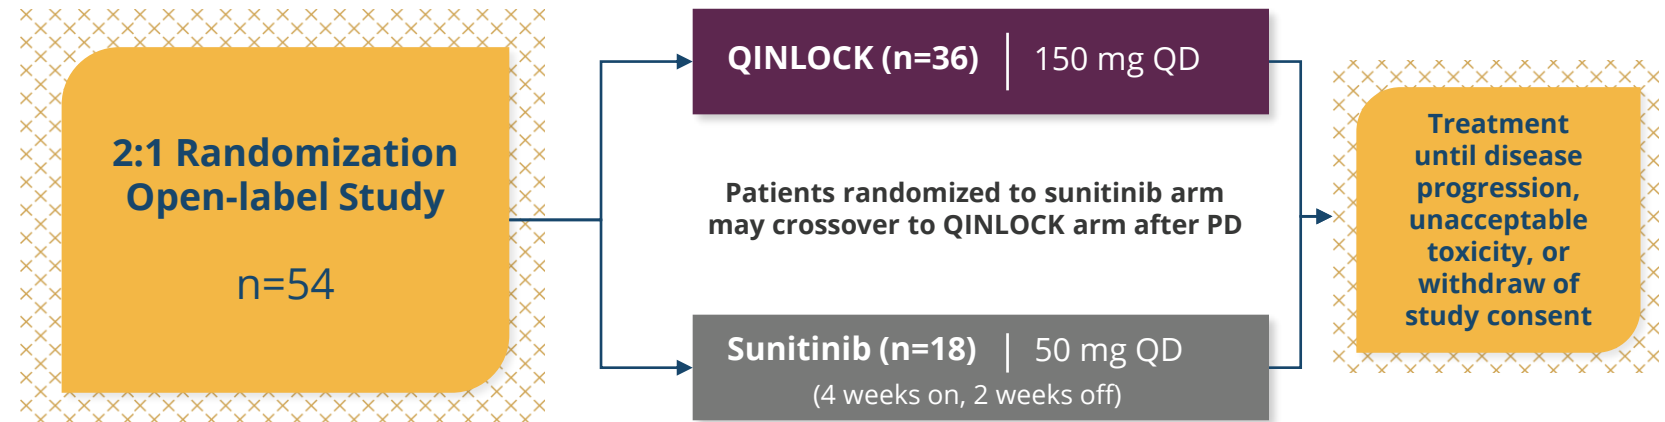 2:1 Randomization
Open-label Study
n=54
QINLOCK (n=36) | 150 mg QD
Patients randomized to sunitinib arm
may crossover to QINLOCK arm after PD
Sunitinib (n=18) | 50 mg QD
(4 weeks on, 2 weeks off)
Treatment
until disease
progression,
unacceptable
toxicity, or
withdraw of
study consent